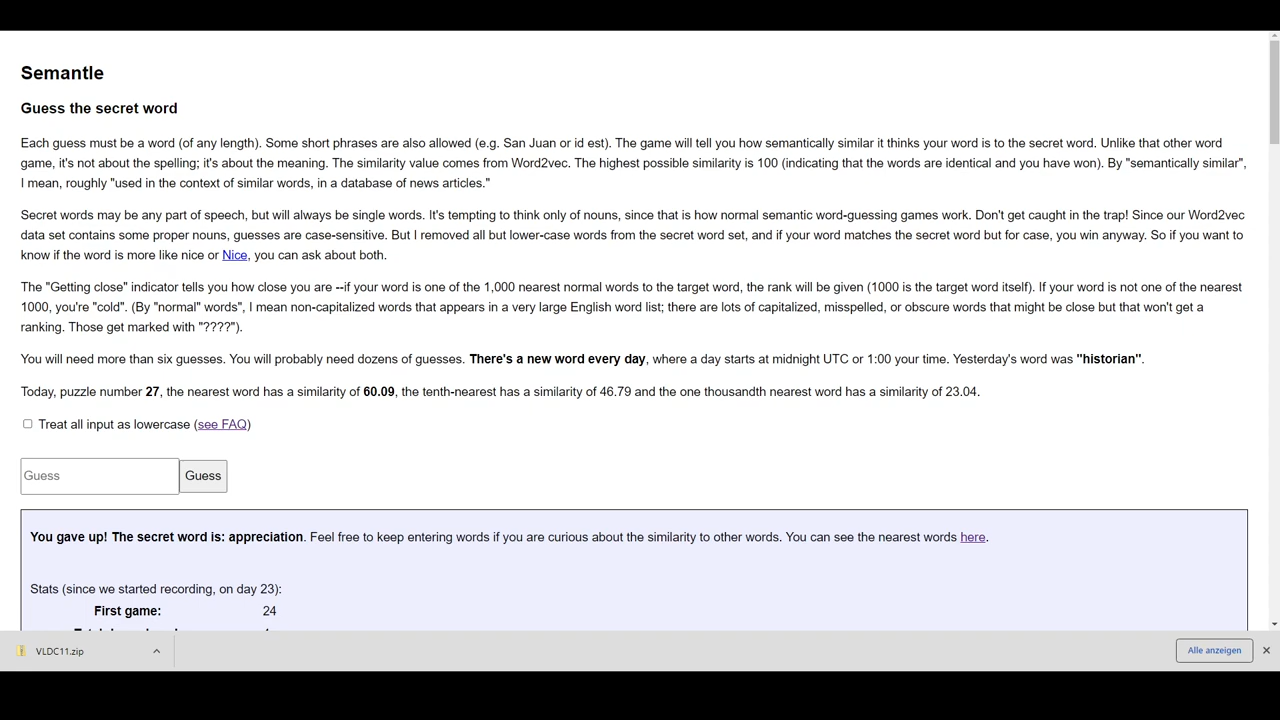 Semantle
Guess the secret word
Each guess must be a word (of any length). Some short phrases are also allowed (e.g. San Juan or id est). The game will tell you how semantically similar it thinks your word is to the secret word. Unlike that other word
game, it's not about the spelling; it's about the meaning. The similarity value comes from Word2vec. The highest possible similarity is 100 (indicating that the words are identical and you have won). By "semantically similar",
I mean, roughly "used in the context of similar words, in a database of news articles."
Secret words may be any part of speech, but will always be single words. It's tempting to think only of nouns, since that is how normal semantic word-guessing games work. Don't get caught in the trap! Since our Word2vec
data set contains some proper nouns, guesses are case-sensitive. But I removed all but lower-case words from the secret word set, and if your word matches the secret word but for case, you win anyway. So if you want to
know if the word is more like nice or Nice, you can ask about both.
The "Getting close" indicator tells you how close you are --if your word is one of the 1,000 nearest normal words to the target word, the rank will be given (1000 is the target word itself). If your word is not one of the nearest
1000, you're "cold". (By "normal" words", I mean non-capitalized words that appears in a very large English word list; there are lots of capitalized, misspelled, or obscure words that might be close but that won't get a
ranking. Those get marked with "????").
You will need more than six guesses. You will probably need dozens of guesses. There's a new word every day, where a day starts at midnight UTC or 1:00 your time. Yesterday's word was "historian".
Today, puzzle number 27, the nearest word has a similarity of 60.09, the tenth-nearest has a similarity of 46.79 and the one thousandth nearest word has a similarity of 23.04.
Treat all input as lowercase (see FAQ)
Guess Guess
You gave up! The secret word is: appreciation. Feel free to keep entering words if you are curious about the similarity to other words. You can see the nearest words here.
Stats (since we started recording, on day 23):
First game: 24
VLDC11.zip
Alle anzeigen